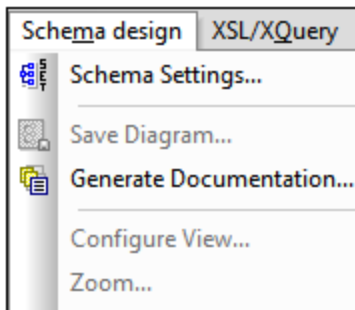 Schema design XSL/XQuery
Schema Settings...
Save Diagram...
Generate Documentation...
Configure View...
Zoom...